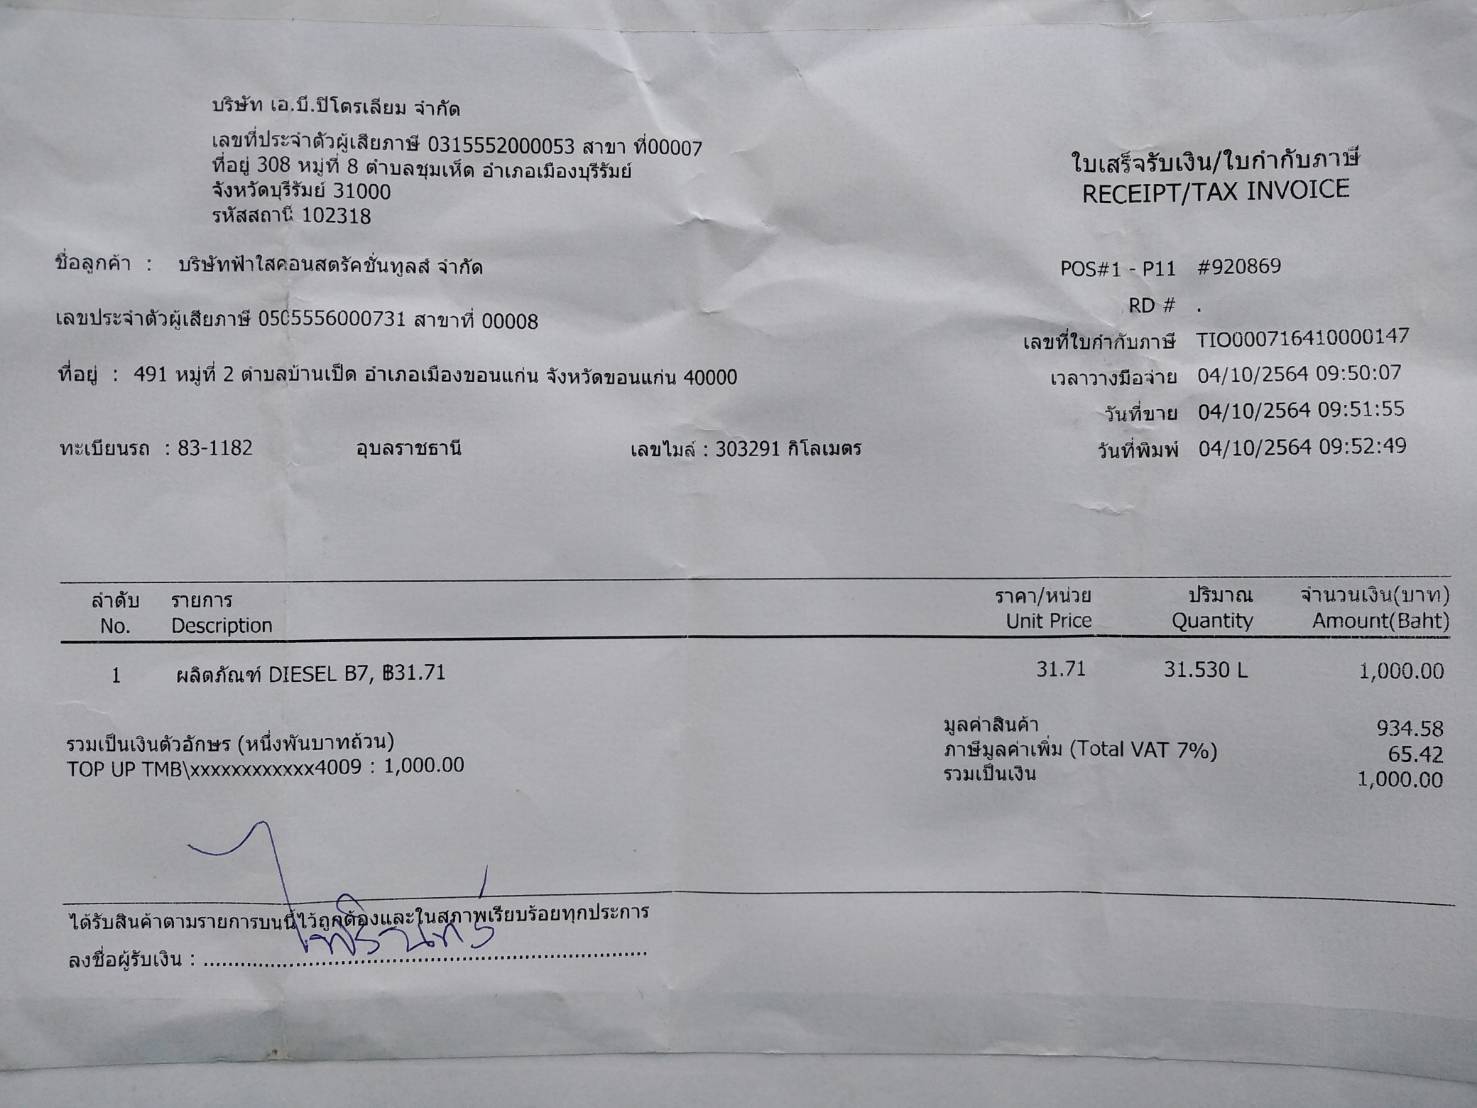 บริษัท เอ.บี.ปิโตรเลียม จำกัด
เลขที่ประจำตัวผู้เสียภาษี 0315552000053 สาขา ที่00007
ที่อยู่ 308 หมู่ที่ 8 ตำบลชุมเห็ด อำเภอเมืองบุรีรัมย์
จังหวัดบุรีรัมย์ 31000
รหัสสถานี 102318
ใบเสร็จรับเงิน/ใบกำกับภาษี
RECEIPT/TAX INVOICE
ชื่อลูกค้า : บริษัทฟ้าใสคอนสตรัคชั่นทูลส์ จำกัด
POS#1 - P11 #920869
RD # .
เลขประจำตัวผู้เสียภาษี 0505556000731 สาขาที่ 00008
เลขที่ใบกำกับภาษี TIO000716410000147
ที่อยู่ : 491 หมู่ที่ 2 ตำบลบ้านเป็ด อำเภอเมืองขอนแก่น จังหวัดขอนแก่น 40000
เวลาวางมือจ่าย 04/10/2564 09:50:07
วันที่ขาย 04/10/2564 09:51:55
ทะเบียนรถ : 83-1182 อุบลราชธานี เลขไมล์ : 303291 กิโลเมตร
วันที่พิมพ์ 04/10/2564 09:52:49
ลำดับ รายการ ราคา/หน่วย ปริมาณ จำนวนเงิน(บาท)
No. Description Unit Price Quantity Amount(Baht)
1 ผลิตภัณฑ์ DIESEL B7, ฿31.71 31.71 31.530 L 1,000.00
มูลค่าสินค้า 934.58
รวมเป็นเงินตัวอักษร (หนึ่งพันบาทถ้วน)
ภาษีมูลค่าเพิ่ม (Total VAT 7%) 65.42
TOP UP TMB\xxxxxxxxxxxx4009 : 1,000.00
รวมเป็นเงิน 1,000.00
ได้รับสินค้าตามรายการบนนี้ไว้ถูกต้องและในสภาพเรียบร้อยทุกประการ
ลงชื่อผู้รับเงิน : ........................................................................